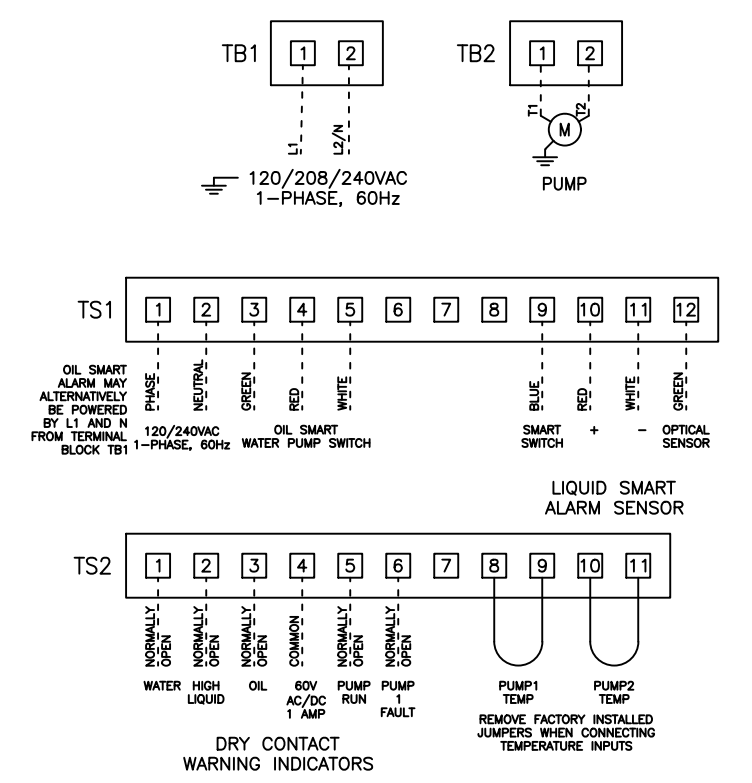 TB1 1 2
TB2 1 2
L1 L2/N
T1 T2
M
120/208/240VAC
1-PHASE, 60Hz
PUMP
TS1 1 2 3 4 5 6 7 8 9 10 11 12
OIL SMART
ALARM MAY
ALTERNATIVELY
BE POWERED
BY L1 AND N
FROM TERMINAL
BLOCK TB1
PHASE
NEUTRAL
GREEN
RED
WHITE
BLUE
RED
WHITE
GREEN
120/240VAC
1-PHASE, 60Hz
OIL SMART
WATER PUMP SWITCH
SMART
SWITCH
+
-
OPTICAL
SENSOR
LIQUID SMART
ALARM SENSOR
TS2 1 2 3 4 5 6 7 8 9 10 11
NORMALLY
OPEN
NORMALLY
OPEN
NORMALLY
OPEN
COMMON
NORMALLY
OPEN
NORMALLY
OPEN
WATER
HIGH
LIQUID
OIL
60V
AC/DC
1 AMP
PUMP
RUN
PUMP
1
FAULT
PUMP1
TEMP
PUMP2
TEMP
REMOVE FACTORY INSTALLED
JUMPERS WHEN CONNECTING
TEMPERATURE INPUTS
DRY CONTACT
WARNING INDICATORS